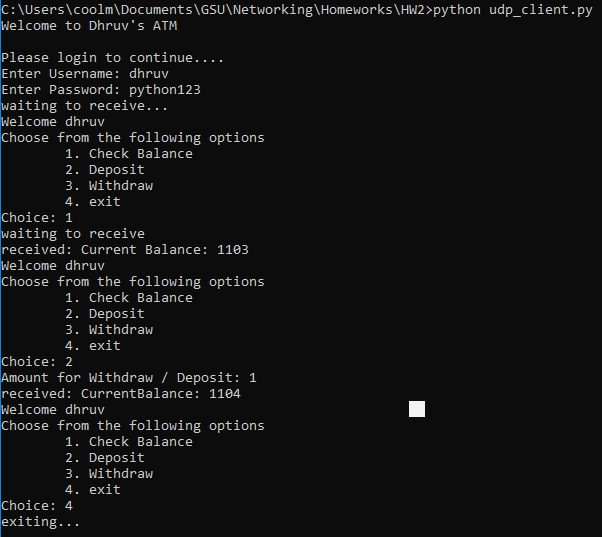 C:\Users\coolm\Documents\GSU\Networking\Homeworks\HW2>python udp_client.py
Welcome to Dhruv's ATM

Please login to continue....
Enter Username: dhruv
Enter Password: python123
waiting to receive...
Welcome dhruv
Choose from the following options
        1. Check Balance
        2. Deposit
        3. Withdraw
        4. exit
Choice: 1
waiting to receive
received: Current Balance: 1103
Welcome dhruv
Choose from the following options
        1. Check Balance
        2. Deposit
        3. Withdraw
        4. exit
Choice: 2
Amount for Withdraw / Deposit: 1
received: CurrentBalance: 1104
Welcome dhruv
Choose from the following options
        1. Check Balance
        2. Deposit
        3. Withdraw
        4. exit
Choice: 4
exiting...